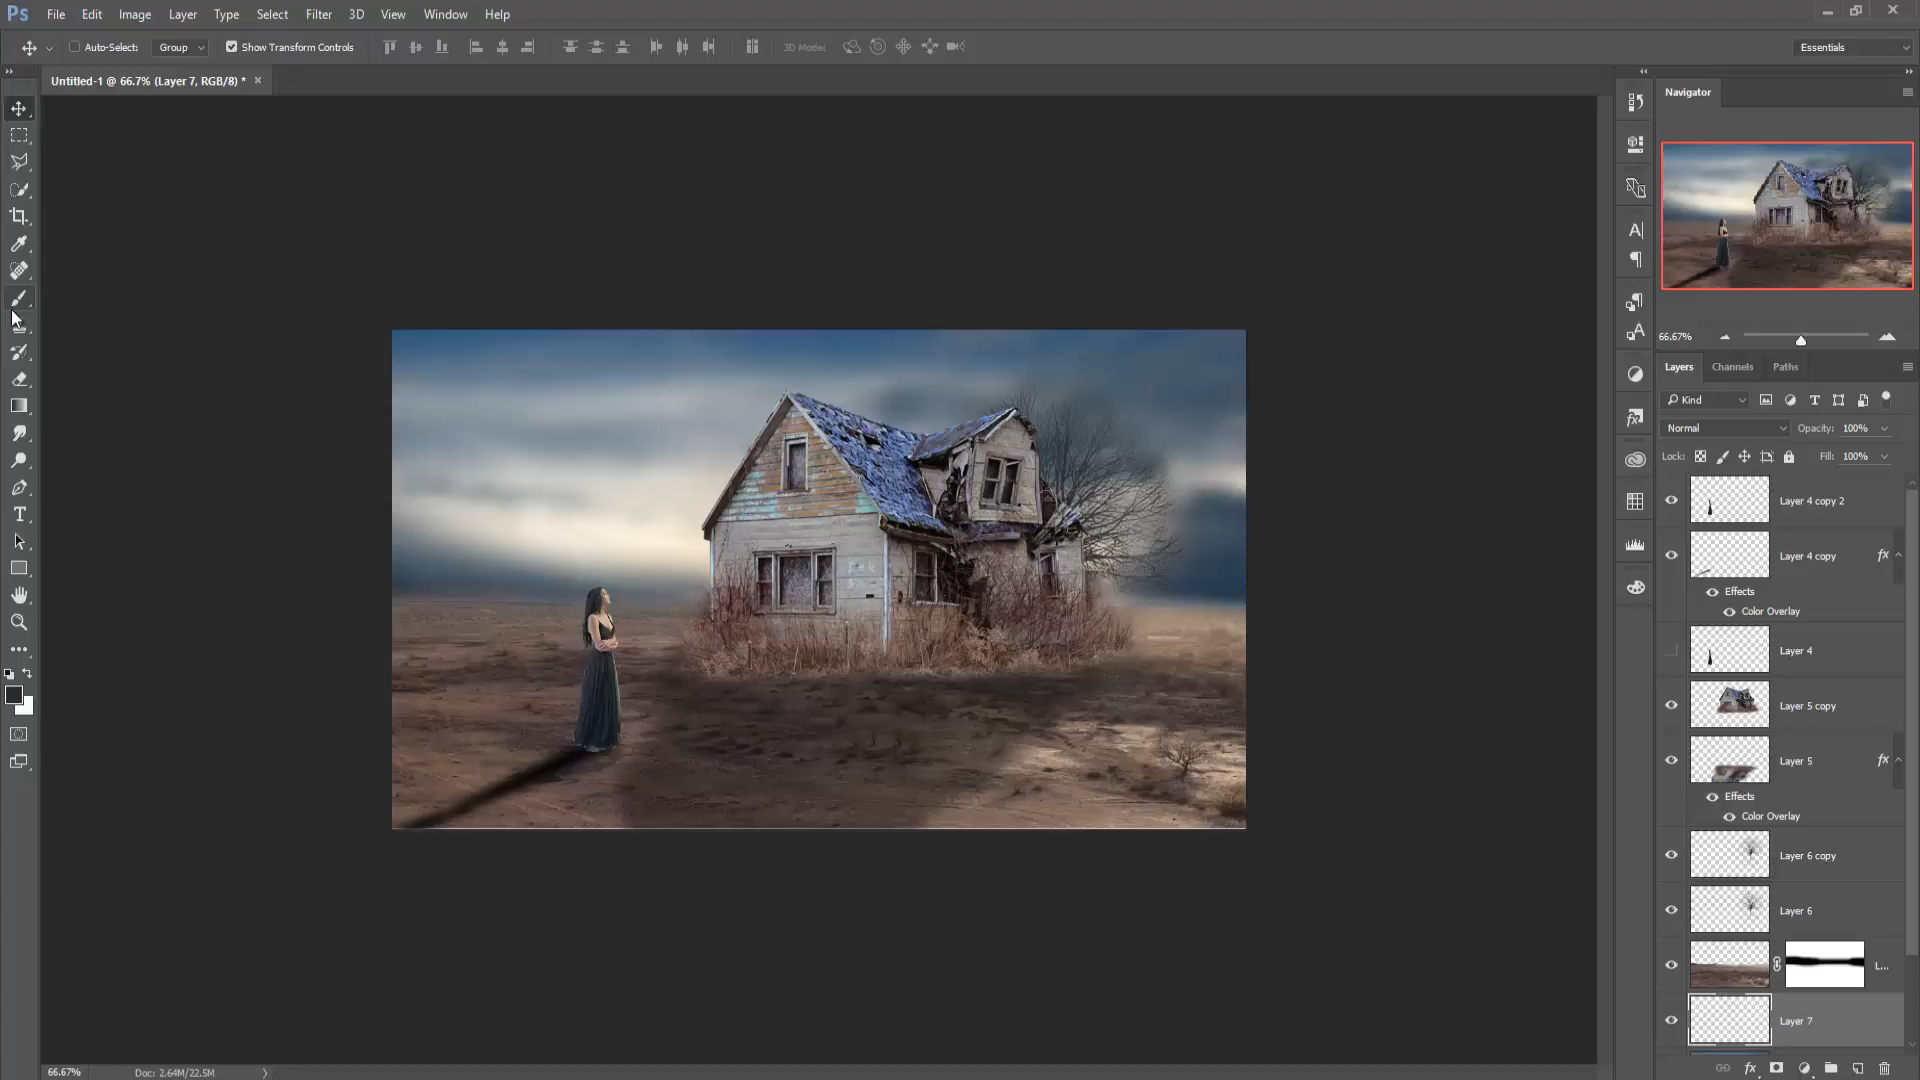 Ps File Edit Image Layer Type Select Filter 3D View Window Help
Auto-Select: Group Show Transform Controls 3D Mode: Essentials
Untitled-1 @ 66.7% (Layer 7, RGB/8) * ×
Navigator
66.67%
Layers Channels Paths
Kind
Normal Opacity: 100%
Lock: Fill: 100%
Layer 4 copy 2
Layer 4 copy fx
Effects
Color Overlay
Layer 4
Layer 5 copy
Layer 5 fx
Effects
Color Overlay
Layer 6 copy
Layer 6
L...
Layer 7
66.67% Doc: 2.64M/22.5M